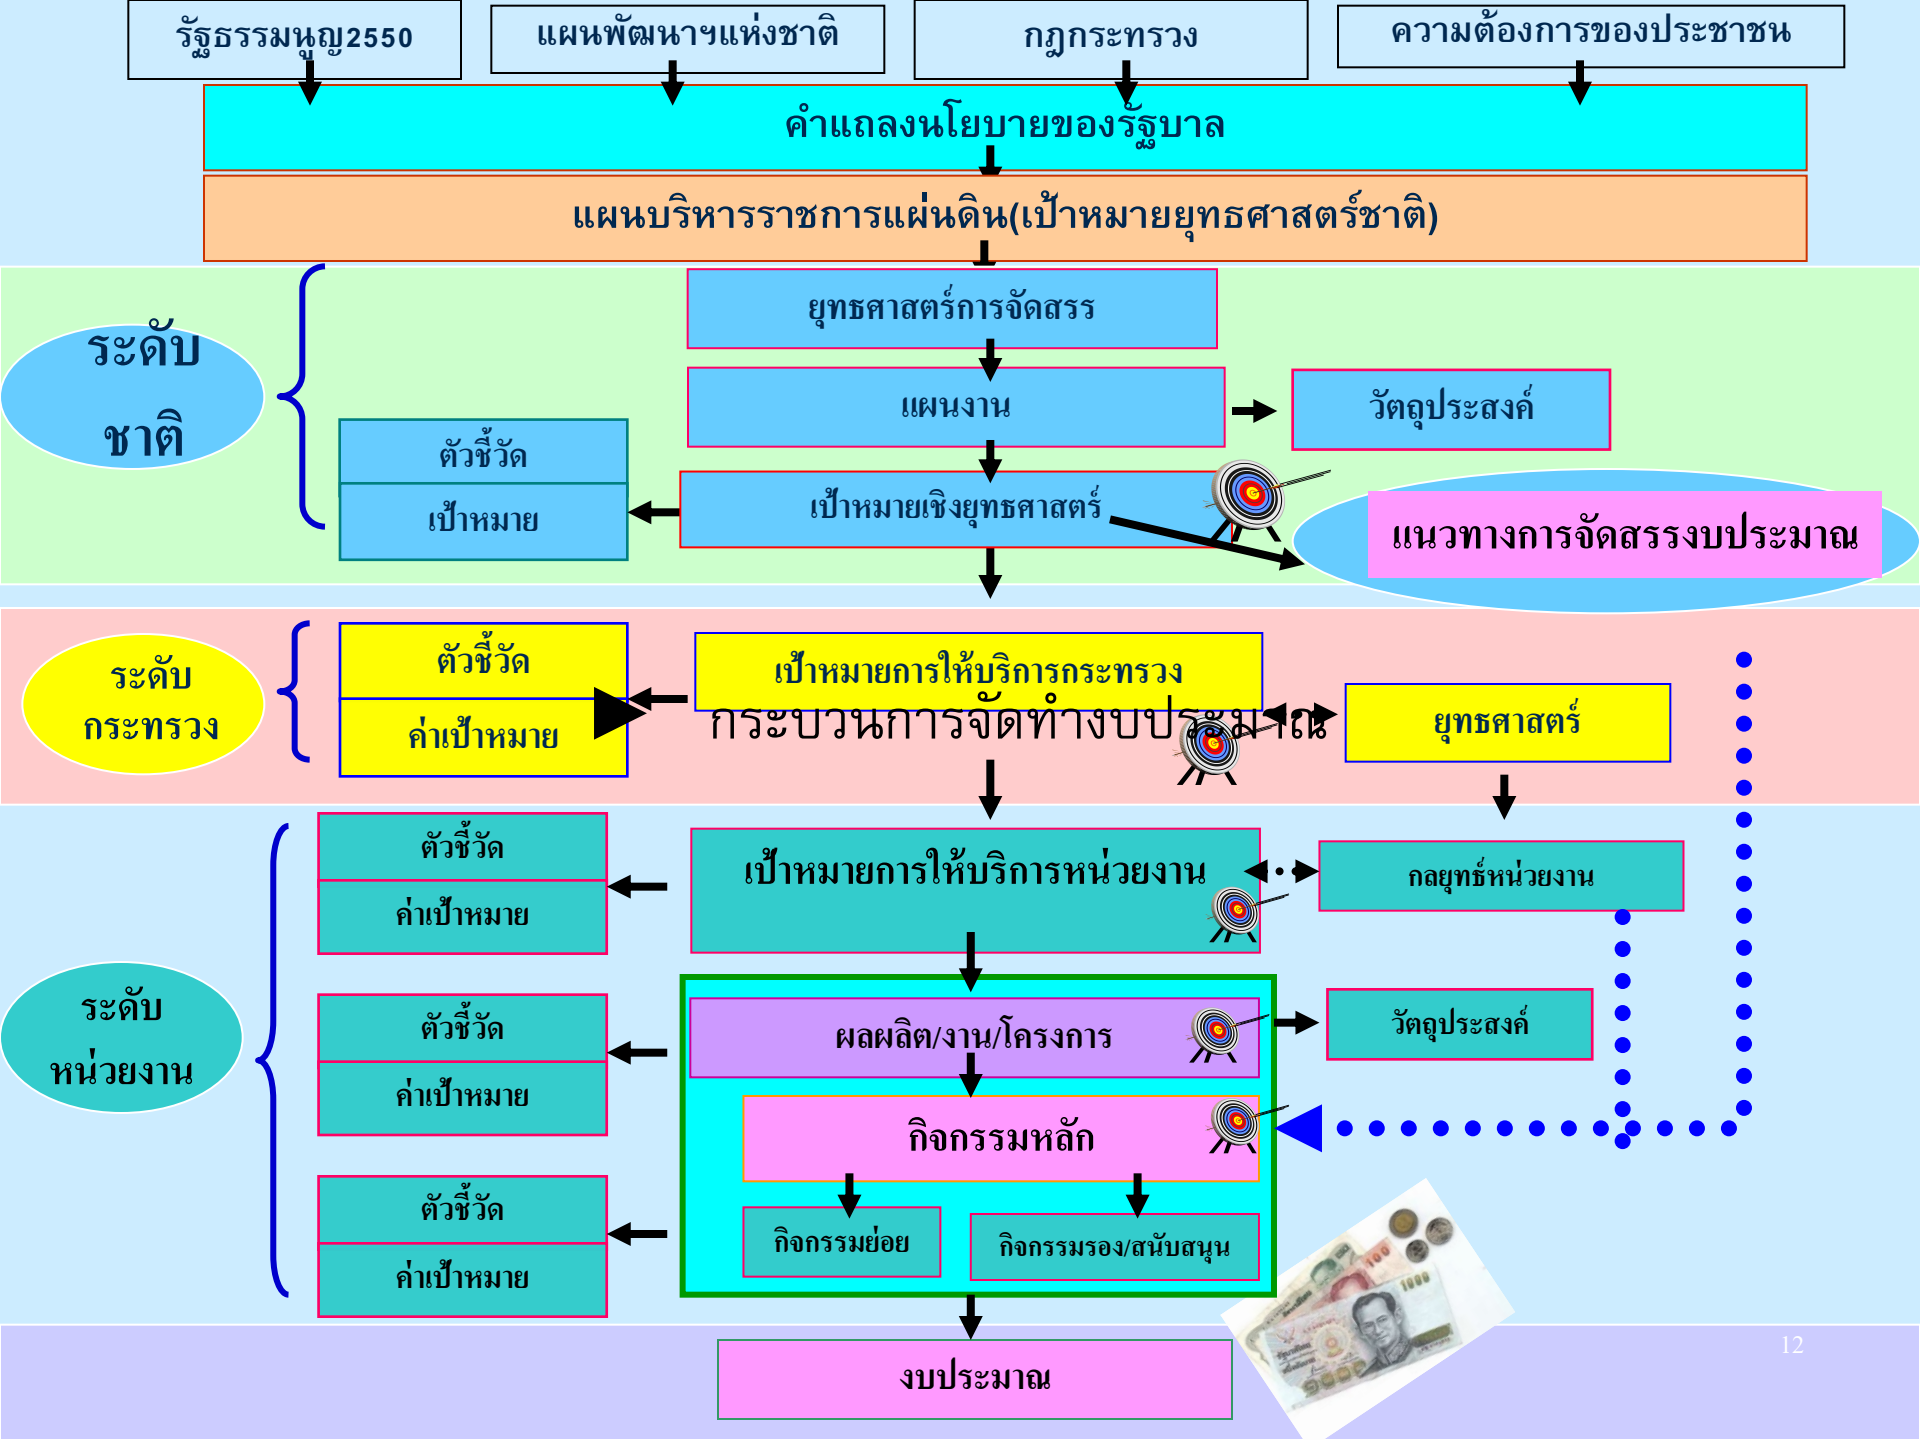 รัฐธรรมนูญ2550
แผนพัฒนาฯแห่งชาติ
กฎกระทรวง
ความต้องการของประชาชน
คำแถลงนโยบายของรัฐบาล
แผนบริหารราชการแผ่นดิน(เป้าหมายยุทธศาสตร์ชาติ)
ระดับ
ชาติ
ยุทธศาสตร์การจัดสรร
แผนงาน
วัตถุประสงค์
ตัวชี้วัด
เป้าหมาย
เป้าหมายเชิงยุทธศาสตร์
แนวทางการจัดสรรงบประมาณ
ระดับ
กระทรวง
ตัวชี้วัด
ค่าเป้าหมาย
เป้าหมายการให้บริการกระทรวง
กระบวนการจัดทำงบประมาณ
ยุทธศาสตร์
ตัวชี้วัด
ค่าเป้าหมาย
เป้าหมายการให้บริการหน่วยงาน
กลยุทธ์หน่วยงาน
ระดับ
หน่วยงาน
ตัวชี้วัด
ค่าเป้าหมาย
ผลผลิต/งาน/โครงการ
วัตถุประสงค์
กิจกรรมหลัก
ตัวชี้วัด
ค่าเป้าหมาย
กิจกรรมย่อย
กิจกรรมรอง/สนับสนุน
100
1000
งบประมาณ
12